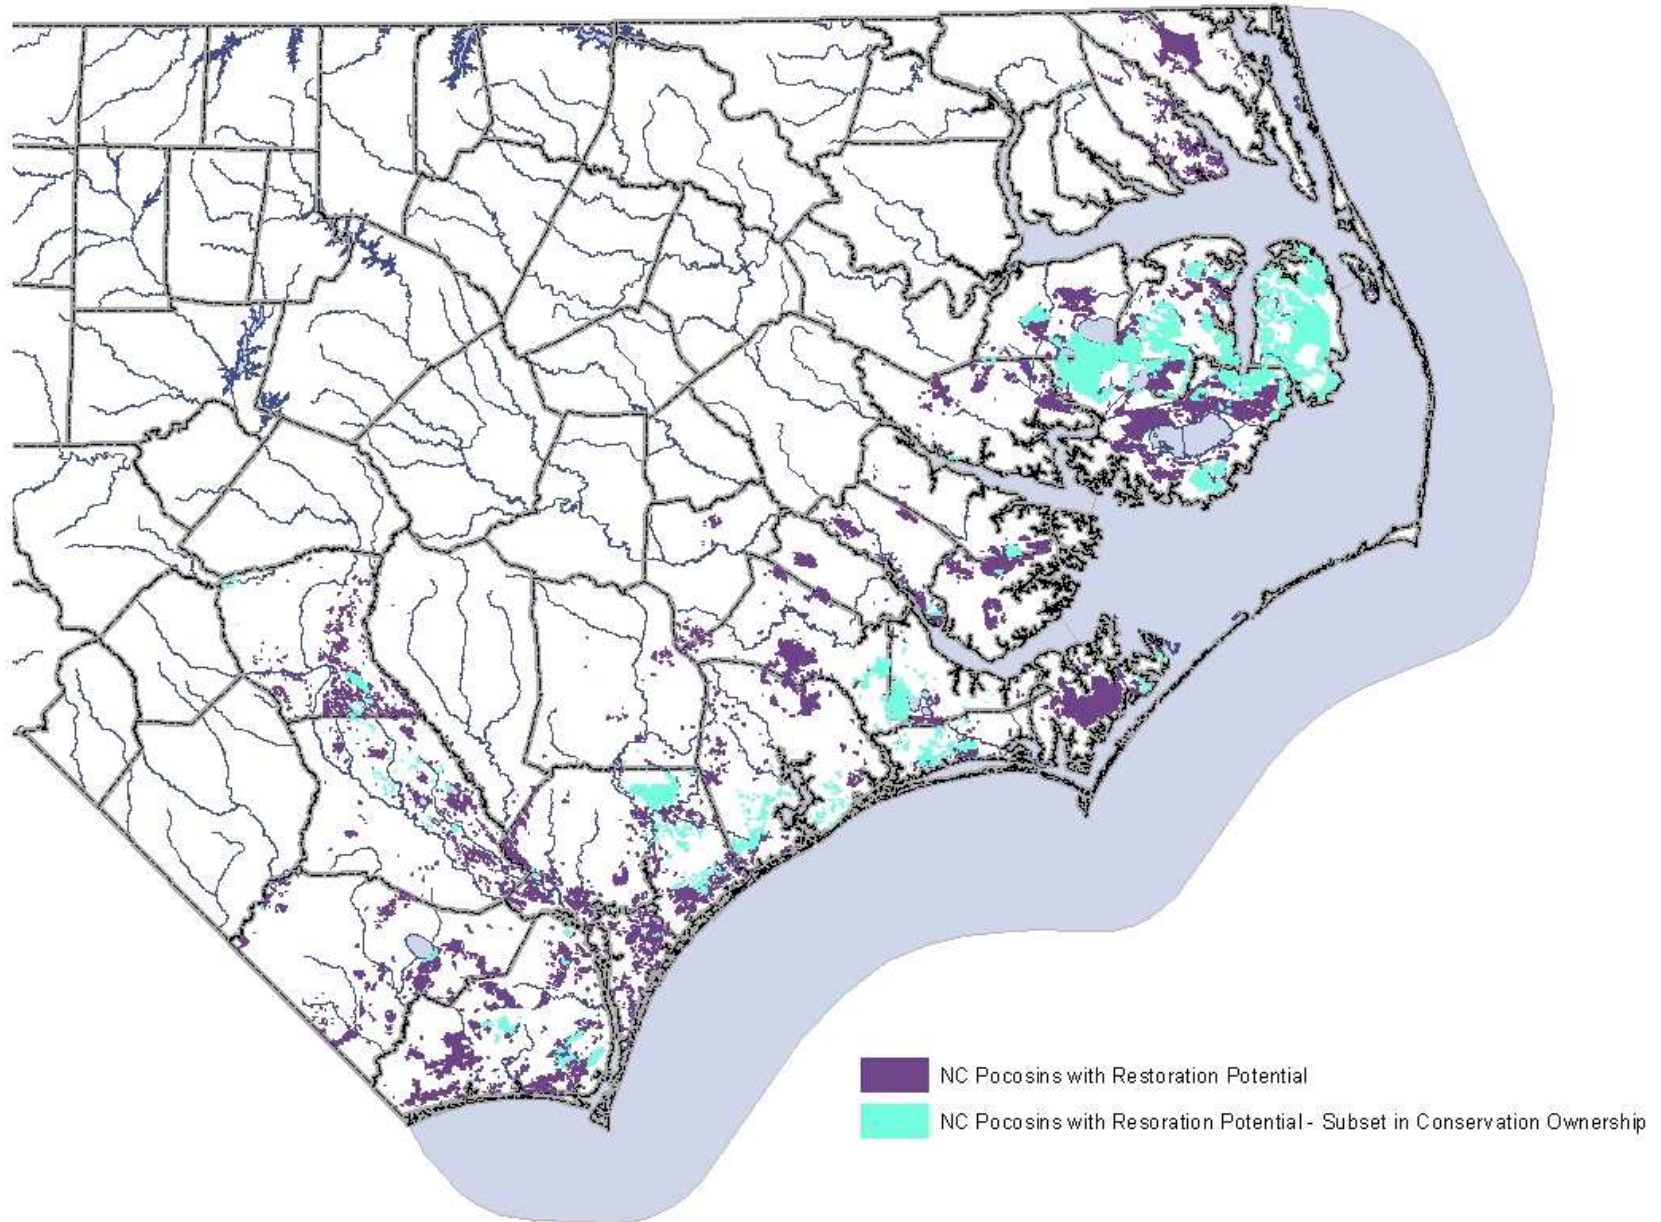 NC Pocosins with Restoration Potential
NC Pocosins with Resoration Potential - Subset in Conservation Ownership